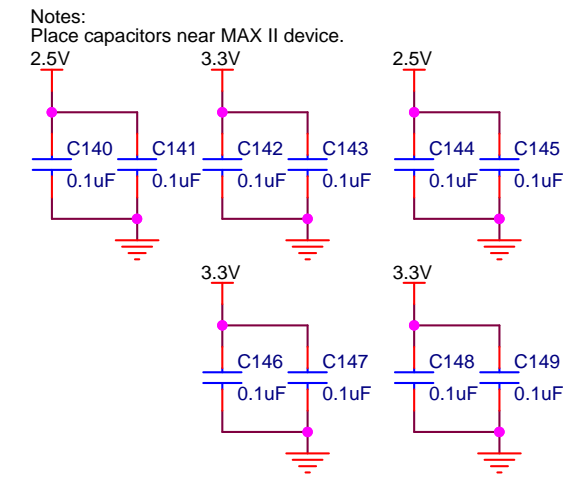 Notes:
Place capacitors near MAX II device.
2.5V 3.3V 2.5V
C140 C141 C142 C143 C144 C145
0.1uF 0.1uF 0.1uF 0.1uF 0.1uF 0.1uF
3.3V 3.3V
C146 C147 C148 C149
0.1uF 0.1uF 0.1uF 0.1uF